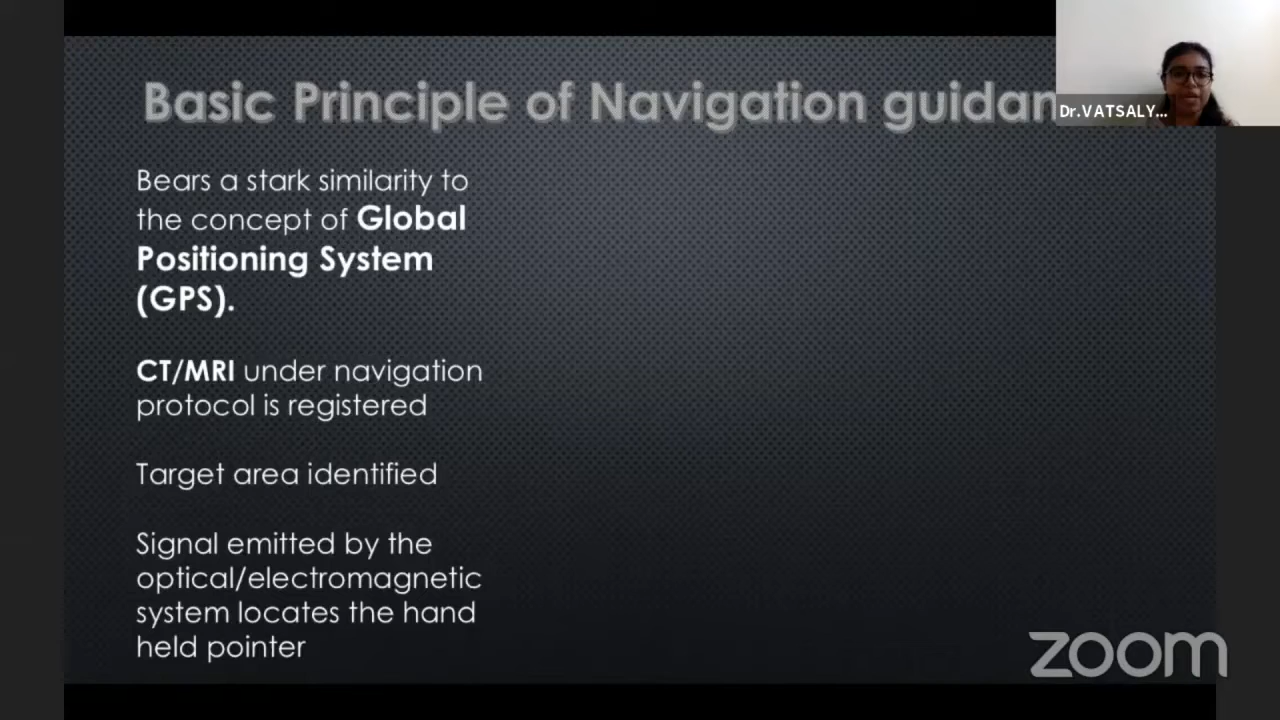 Basic Principle of Navigation
Dr.VATSALY...
Bears a stark similarity to
the concept of Global
Positioning System
(GPS).
CT/MRI under navigation
protocol is registered
Target area identified
Signal emitted by the
optical/electromagnetic
system locates the hand
held pointer
zoom